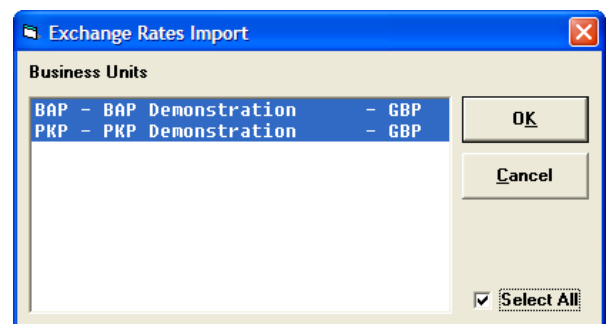 Exchange Rates Import
Business Units
BAP - BAP Demonstration - GBP
PKP - PKP Demonstration - GBP
OK
Cancel
Select All